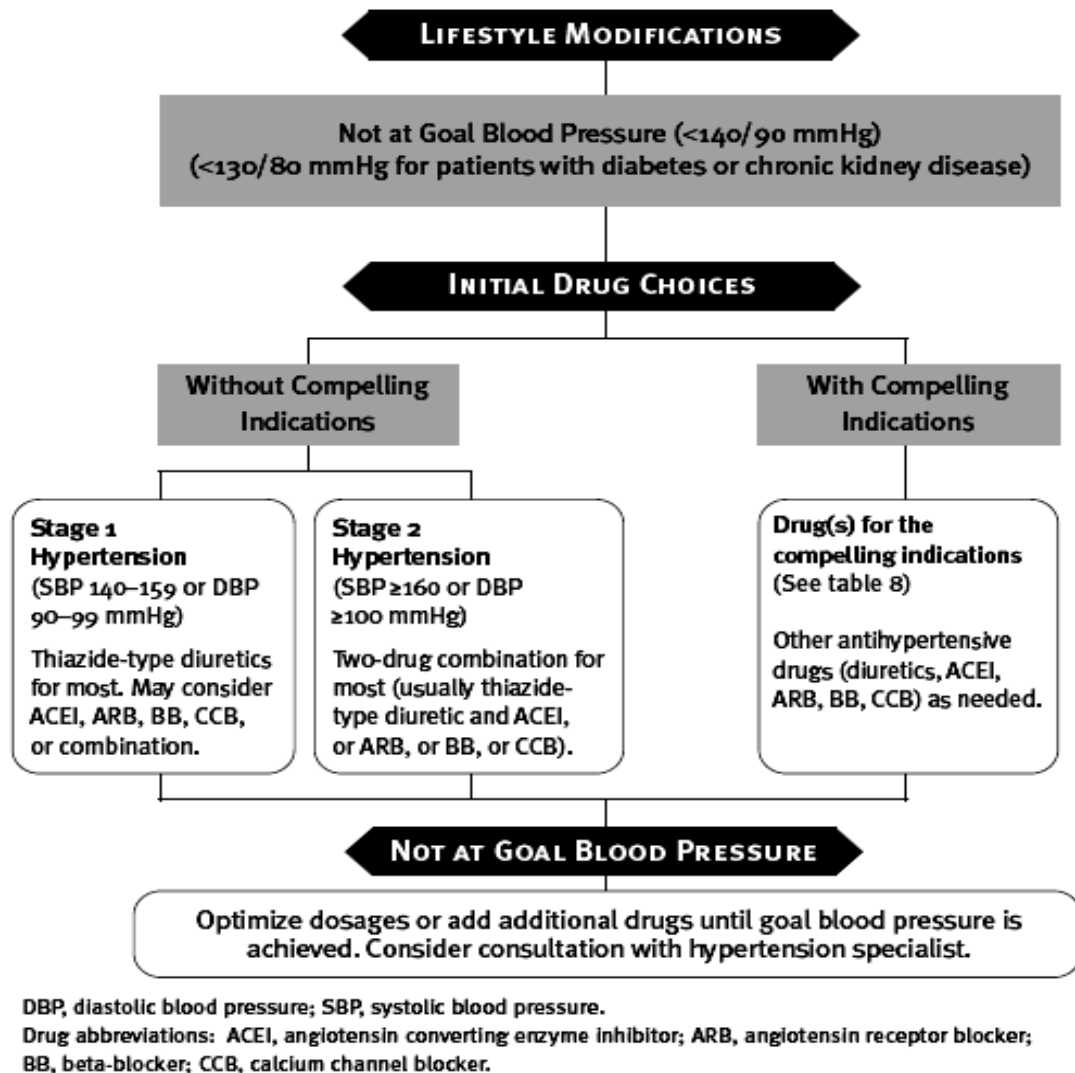 LIFESTYLE MODIFICATIONS
Not at Goal Blood Pressure (<140/90 mmHg)
(<130/80 mmHg for patients with diabetes or chronic kidney disease)
INITIAL DRUG CHOICES
Without Compelling
Indications
With Compelling
Indications
Stage 1
Hypertension
(SBP 140–159 or DBP
90–99 mmHg)
Thiazide-type diuretics
for most. May consider
ACEI, ARB, BB, CCB,
or combination.
Stage 2
Hypertension
(SBP ≥160 or DBP
≥100 mmHg)
Two-drug combination for
most (usually thiazide-
type diuretic and ACEI,
or ARB, or BB, or CCB).
Drug(s) for the
compelling indications
(See table 8)
Other antihypertensive
drugs (diuretics, ACEI,
ARB, BB, CCB) as needed.
NOT AT GOAL BLOOD PRESSURE
Optimize dosages or add additional drugs until goal blood pressure is
achieved. Consider consultation with hypertension specialist.
DBP, diastolic blood pressure; SBP, systolic blood pressure.
Drug abbreviations: ACEI, angiotensin converting enzyme inhibitor; ARB, angiotensin receptor blocker;
BB, beta-blocker; CCB, calcium channel blocker.